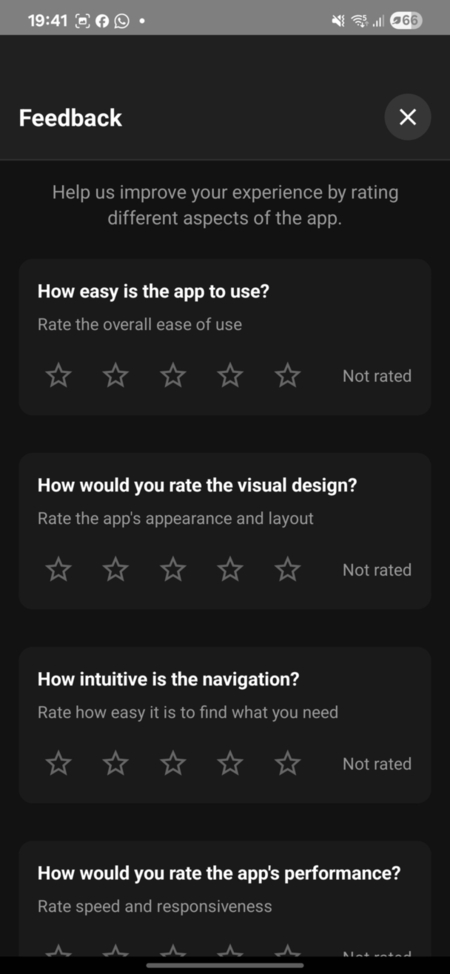 19:41
66
Feedback
Help us improve your experience by rating
different aspects of the app.
How easy is the app to use?
Rate the overall ease of use
Not rated
How would you rate the visual design?
Rate the app's appearance and layout
Not rated
How intuitive is the navigation?
Rate how easy it is to find what you need
Not rated
How would you rate the app's performance?
Rate speed and responsiveness
Not rated